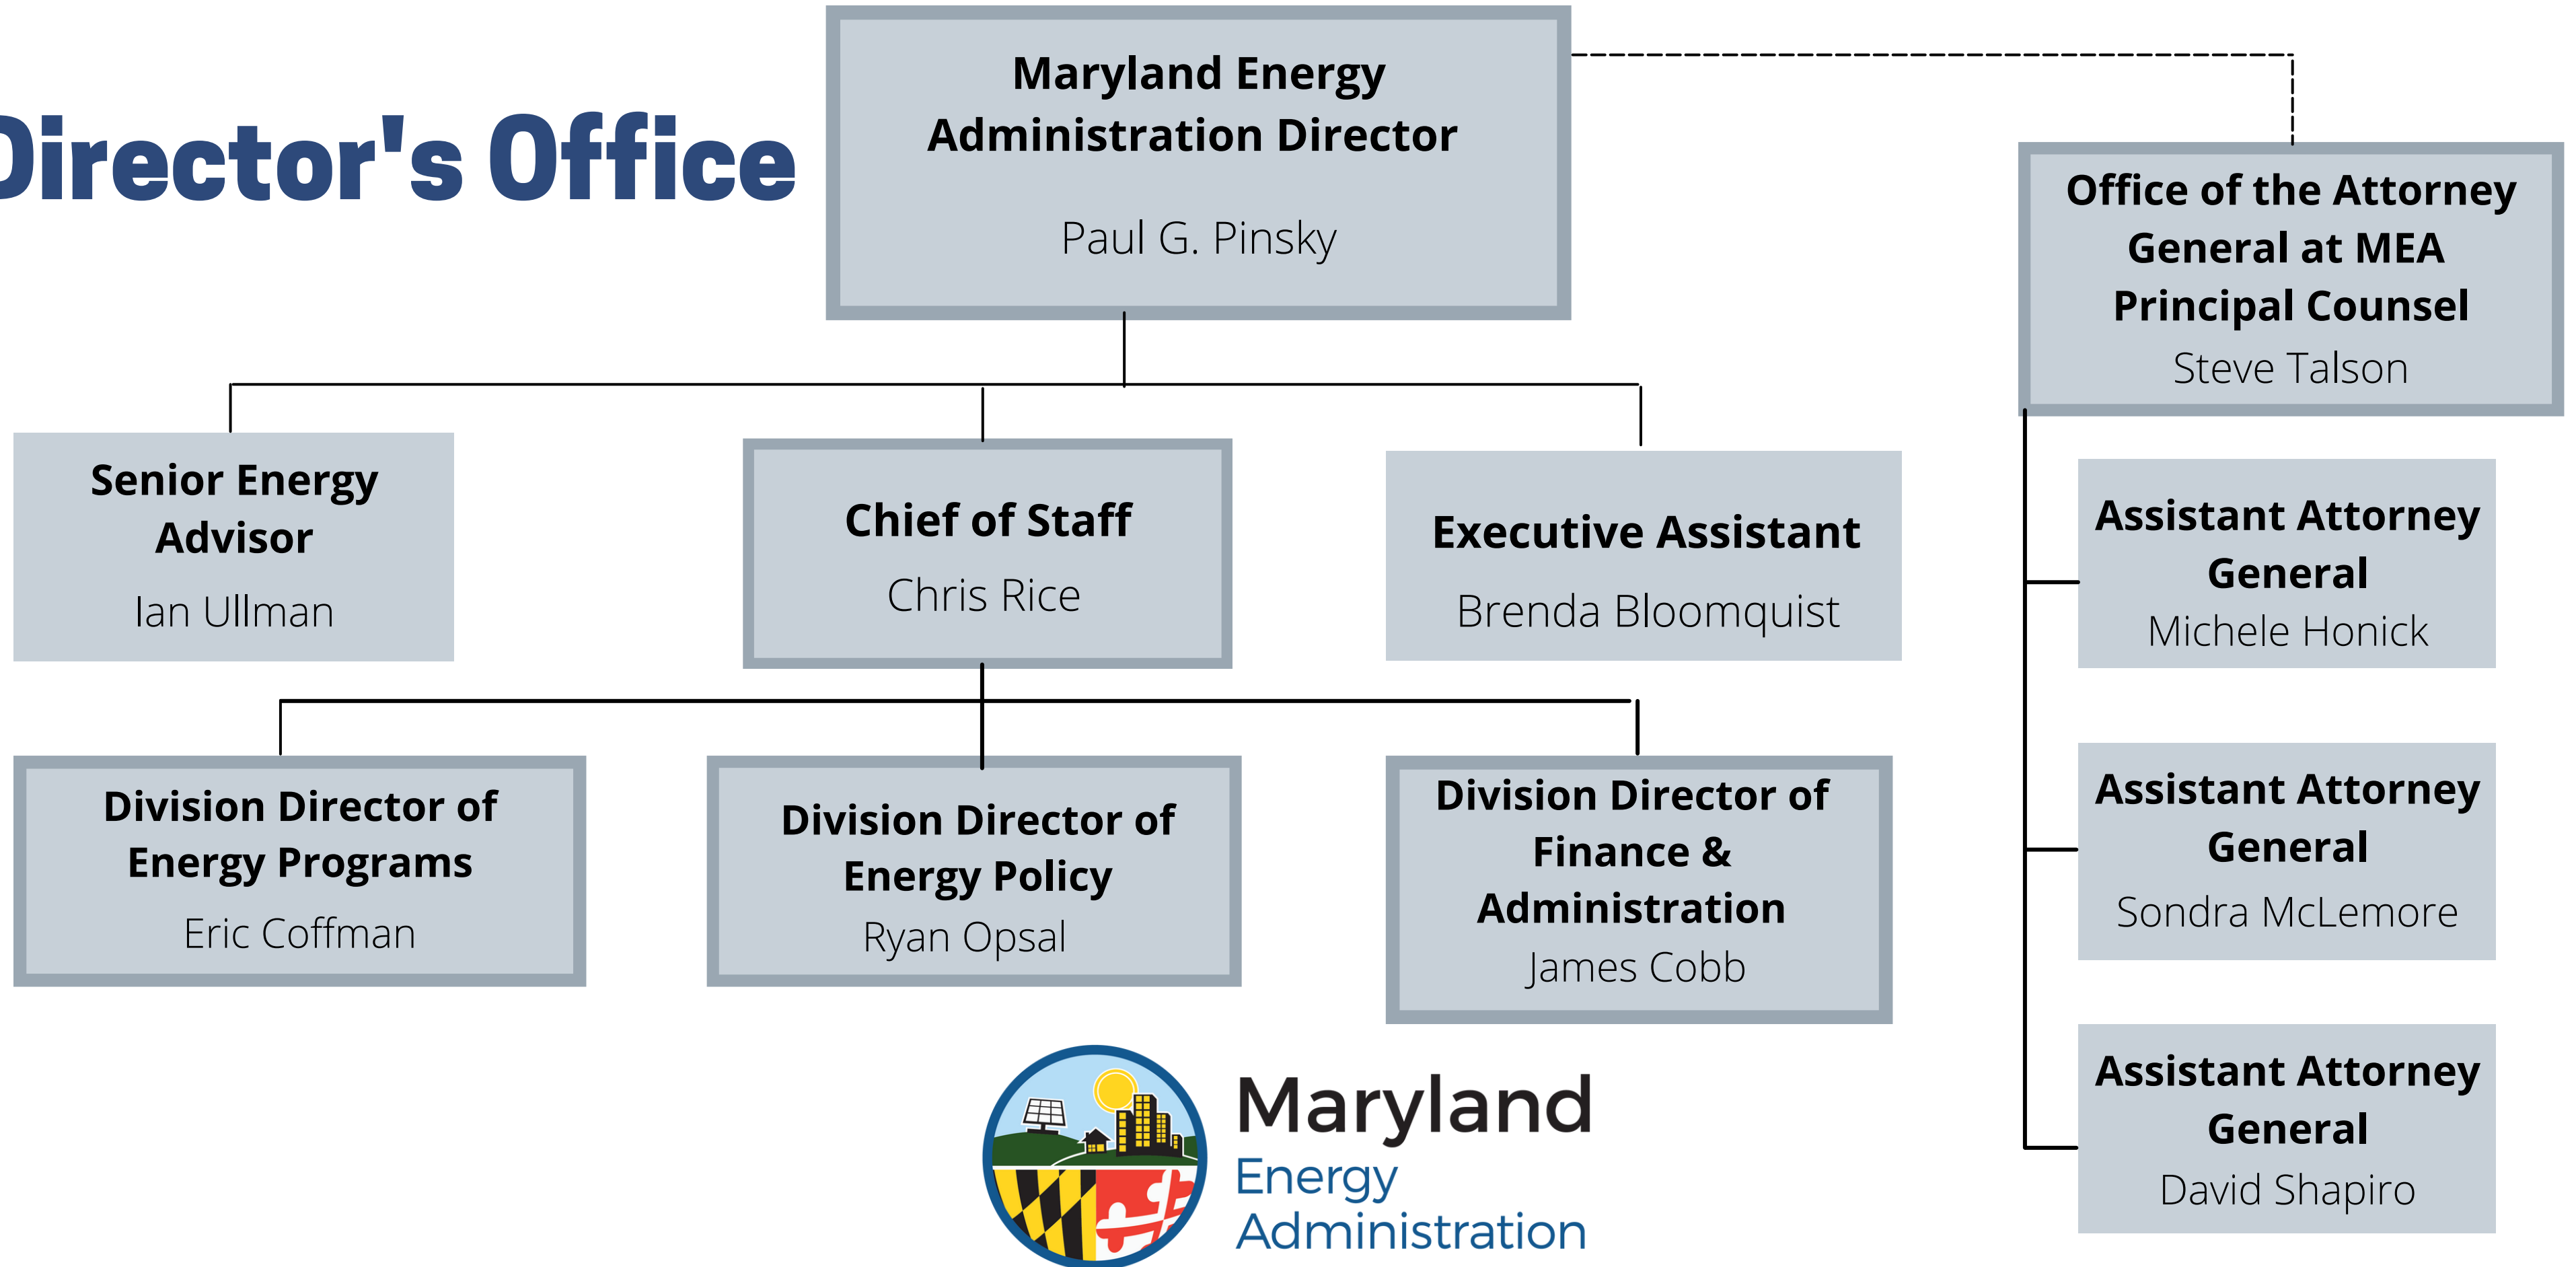 Director's Office
Maryland Energy
Administration Director
Paul G. Pinsky
Office of the Attorney
General at MEA
Principal Counsel
Steve Talson
Senior Energy
Advisor
Ian Ullman
Chief of Staff
Chris Rice
Executive Assistant
Brenda Bloomquist
Assistant Attorney
General
Michele Honick
Division Director of
Energy Programs
Eric Coffman
Division Director of
Energy Policy
Ryan Opsal
Division Director of
Finance &
Administration
James Cobb
Assistant Attorney
General
Sondra McLemore
Assistant Attorney
General
David Shapiro
Maryland
Energy
Administration